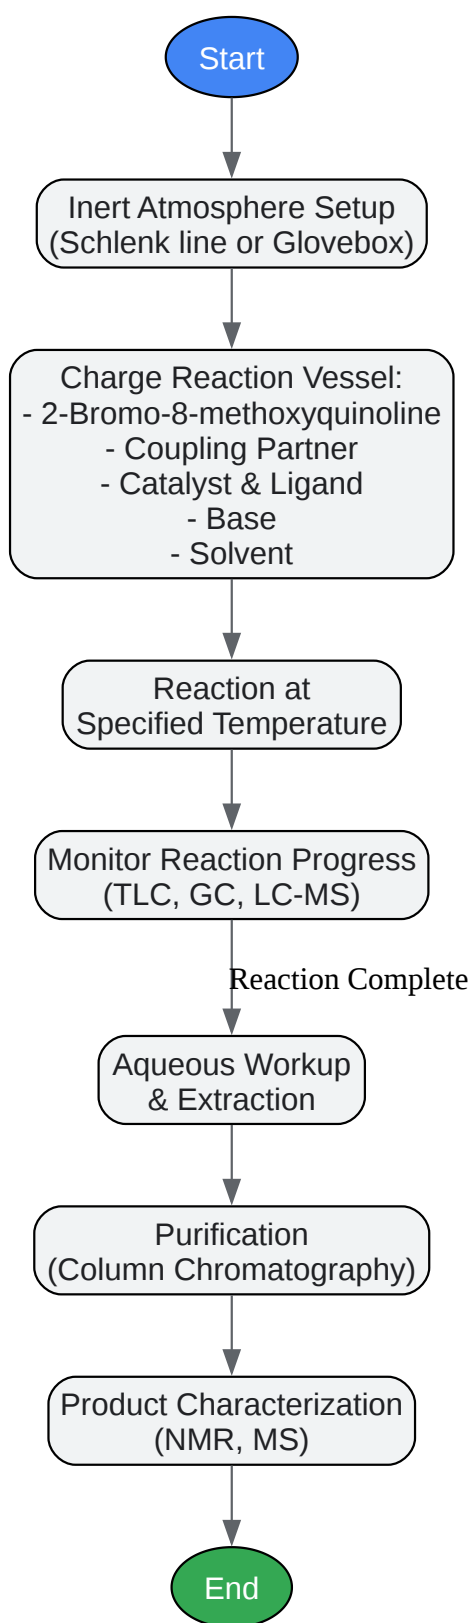 Start
Inert Atmosphere Setup
(Schlenk line or Glovebox)
Charge Reaction Vessel:
- 2-Bromo-8-methoxyquinoline
- Coupling Partner
- Catalyst & Ligand
- Base
- Solvent
Reaction at
Specified Temperature
Monitor Reaction Progress
(TLC, GC, LC-MS)
Reaction Complete
Aqueous Workup
& Extraction
Purification
(Column Chromatography)
Product Characterization
(NMR, MS)
End